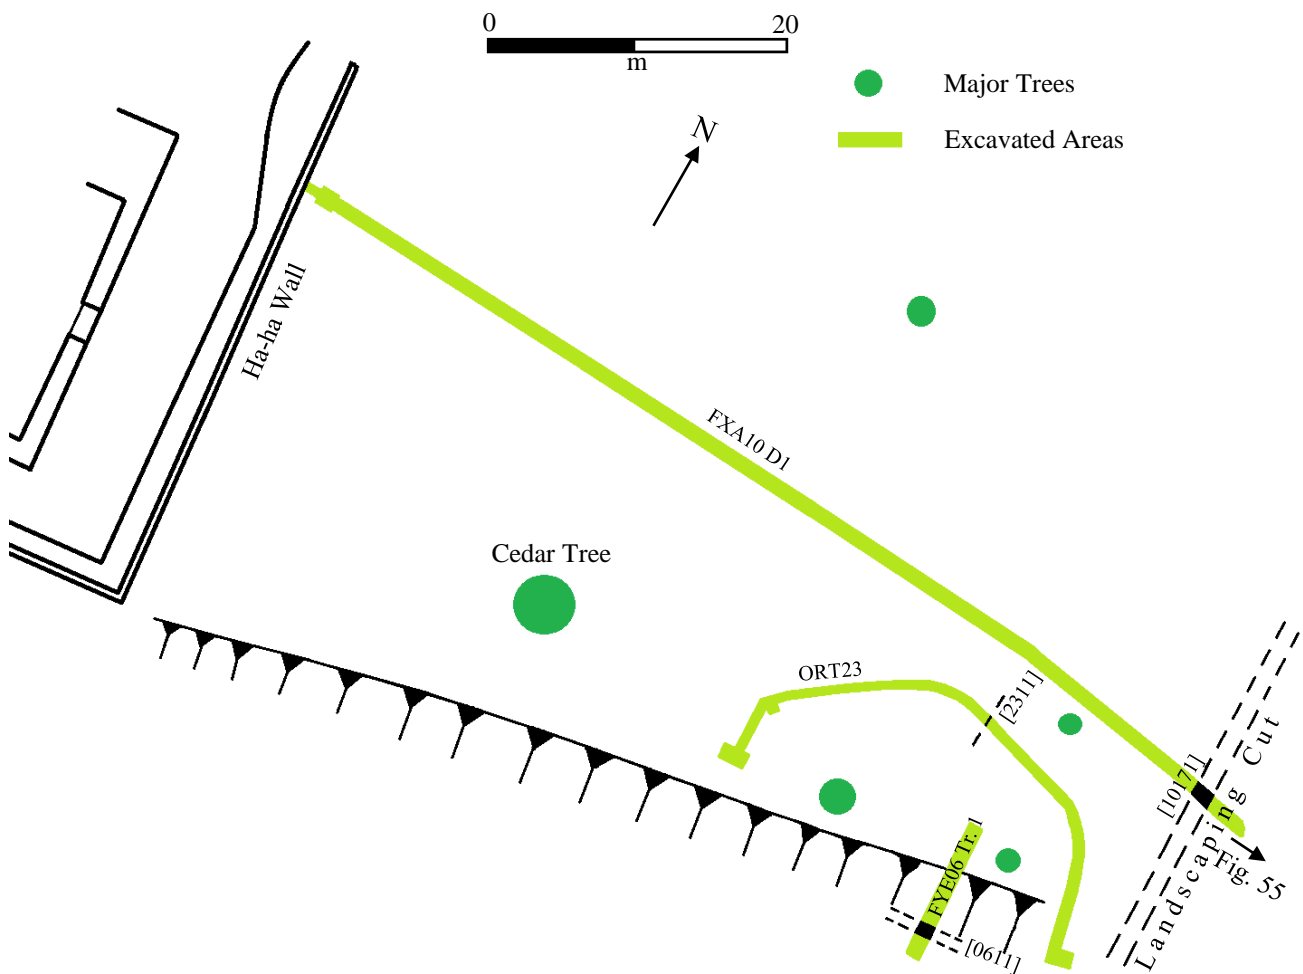 0 20
m
Major Trees
N
Excavated Areas
Ha-ha Wall
FXA10 D1
Cedar Tree
ORT23
[2311]
[10171]
Landscaping Cut
FYE06 Tr. 1
Fig. 55
[0611]